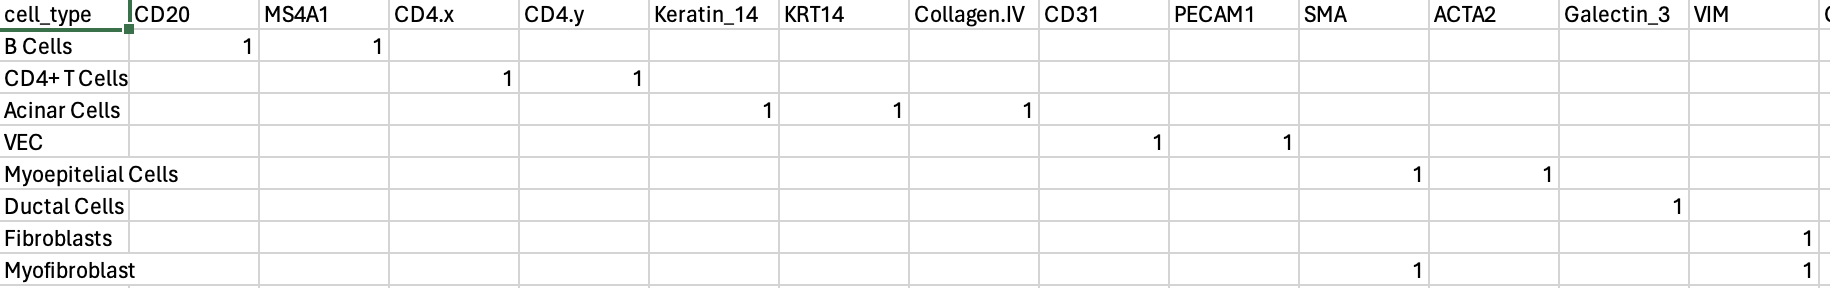 cell_type CD20 MS4A1 CD4.x CD4.y Keratin_14 KRT14 Collagen.IV CD31 PECAM1 SMA ACTA2 Galectin_3 VIM
B Cells 1 1
CD4+ T Cells 1 1
Acinar Cells 1 1 1
VEC 1 1
Myoepitelial Cells 1 1
Ductal Cells 1
Fibroblasts 1
Myofibroblast 1 1